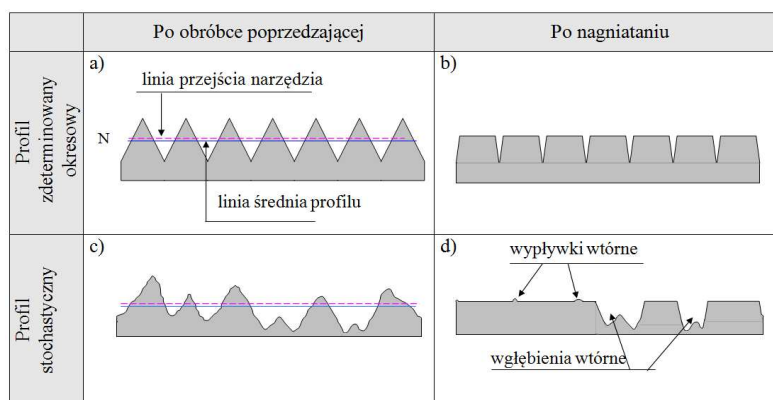 Po obróbce poprzedzającej
Po nagniataniu
Profil
zdeterminowany
okresowy
a)
linia przejścia narzędzia
N
linia średnia profilu
b)
Profil
stochastyczny
c)
d)
wypływki wtórne
wgłębienia wtórne